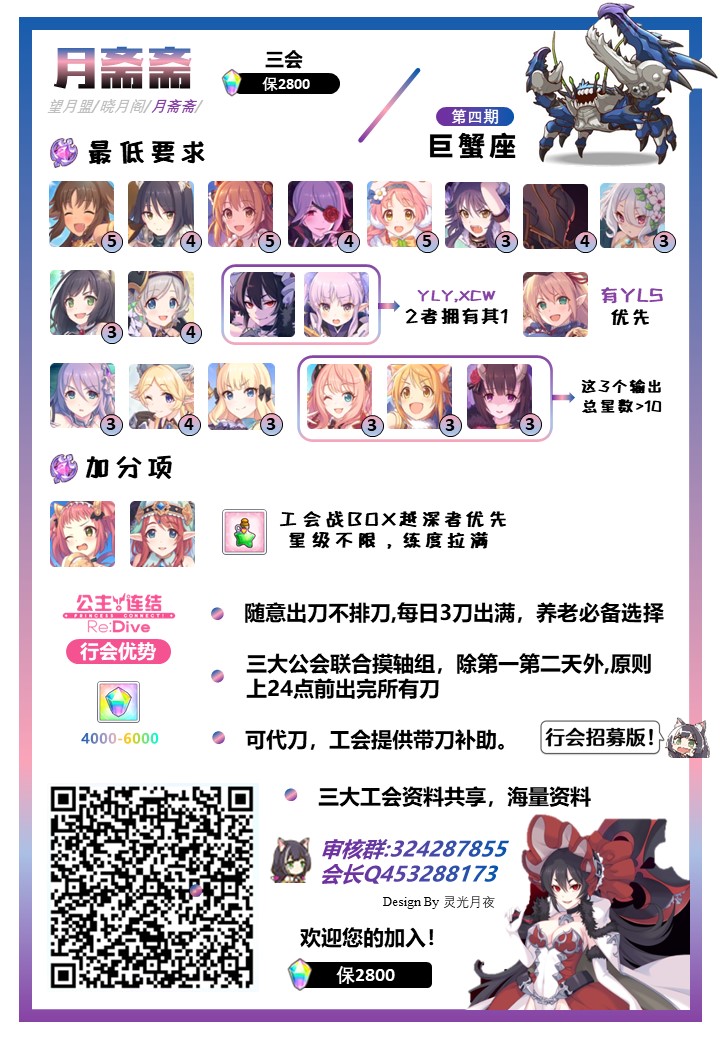 月斋斋
望月盟/晓月阁/月斋斋/
三会
保2800
第四期
巨蟹座
最低要求
5
4
5
4
5
3
4
3
3
4
YLY,XCW
2者拥有其1
有YLS
优先
3
4
3
3
3
3
这3个输出
总星数>10
加分项
工会战BOX越深者优先
星级不限，练度拉满
公主连结
PRINCESS CONNECT!
Re:Dive
行会优势
4000-6000
随意出刀不排刀,每日3刀出满，养老必备选择
三大公会联合摸轴组，除第一第二天外,原则
上24点前出完所有刀
可代刀，工会提供带刀补助。
行会招募版！
三大工会资料共享，海量资料
审核群:324287855
会长Q453288173
Design By 灵光月夜
欢迎您的加入！
保2800